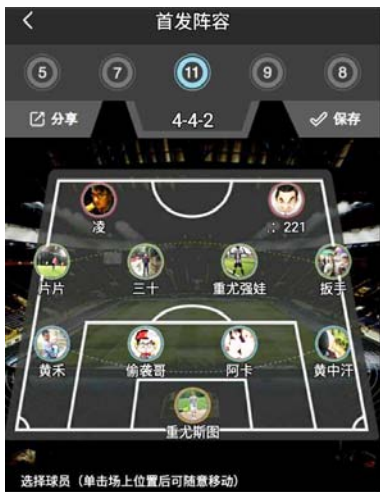 首发阵容
5 7 11 9 8
分享 4-4-2 保存
凌 221
片片 三十 重尤强娃 扳手
黄禾 偷袭哥 阿卡 黄中汗
重尤斯图
选择球员（单击场上位置后可随意移动）